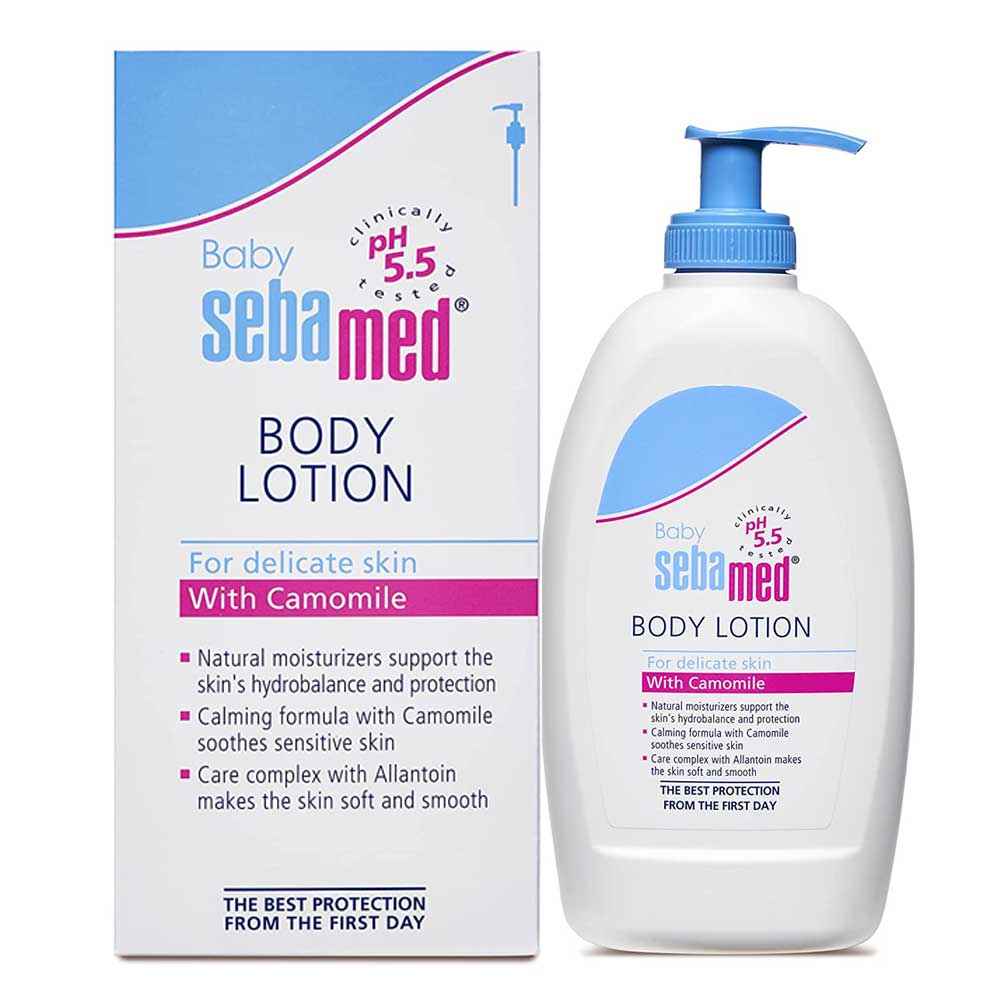 clinically
pH
5.5
tested
Baby
sebamed®
BODY
LOTION
For delicate skin
With Camomile
▪ Natural moisturizers support the
skin's hydrobalance and protection
▪ Calming formula with Camomile
soothes sensitive skin
▪ Care complex with Allantoin
makes the skin soft and smooth
THE BEST PROTECTION
FROM THE FIRST DAY
clinically
pH
5.5
tested
Baby
sebamed®
BODY LOTION
For delicate skin
With Camomile
▪ Natural moisturizers support the
skin's hydrobalance and protection
▪ Calming formula with Camomile
soothes sensitive skin
▪ Care complex with Allantoin makes
the skin soft and smooth
THE BEST PROTECTION
FROM THE FIRST DAY